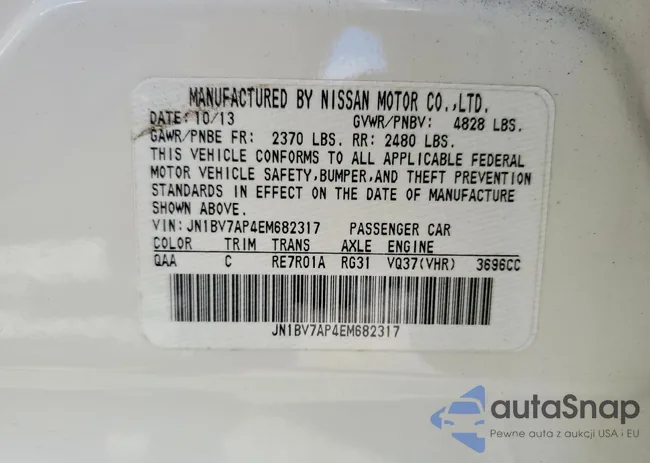 MANUFACTURED BY NISSAN MOTOR CO.,LTD.
DATE: 10/13 GVWR/PNBV: 4828 LBS.
GAWR/PNBE FR: 2370 LBS. RR: 2480 LBS.
THIS VEHICLE CONFORMS TO ALL APPLICABLE FEDERAL
MOTOR VEHICLE SAFETY,BUMPER,AND THEFT PREVENTION
STANDARDS IN EFFECT ON THE DATE OF MANUFACTURE
SHOWN ABOVE.
VIN:JN1BV7AP4EM682317 PASSENGER CAR
COLOR TRIM TRANS AXLE ENGINE
QAA C RE7R01A RG31 VQ37(VHR) 3696CC
JN1BV7AP4EM682317
autaSnap
Pewne auta z aukcji USA i EU